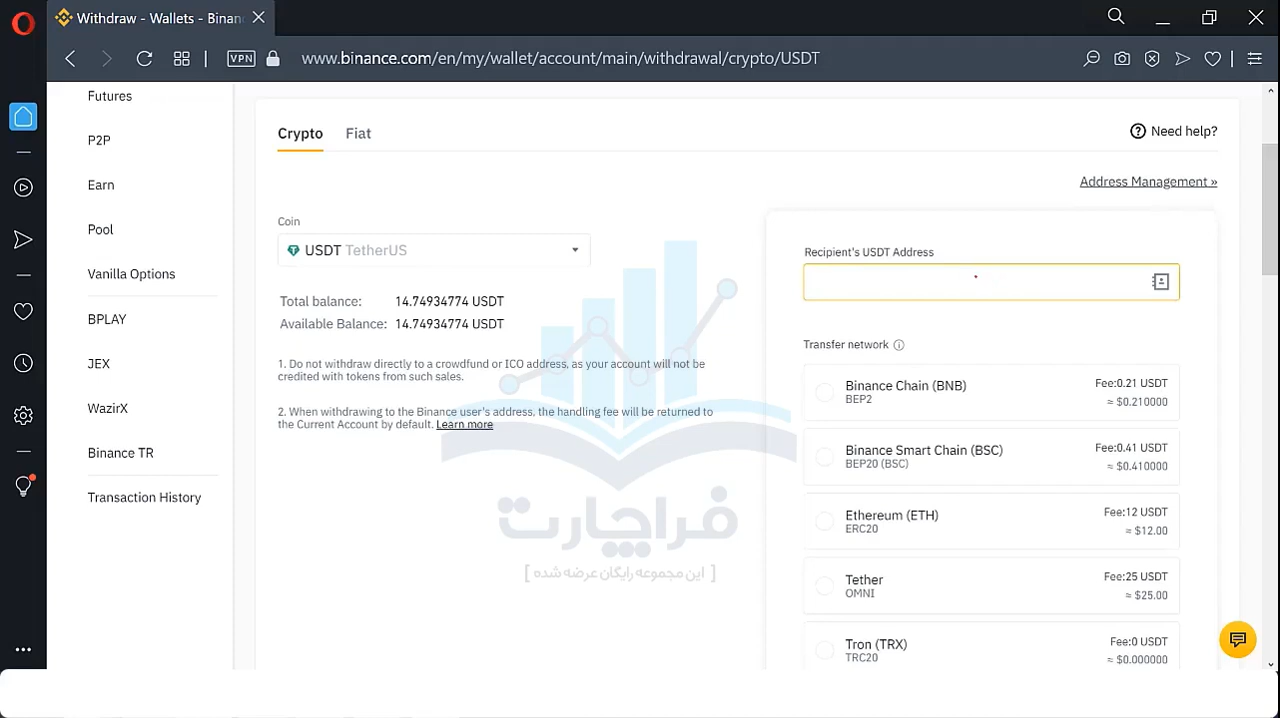 Withdraw - Wallets - Binan
VPN
www.binance.com/en/my/wallet/account/main/withdrawal/crypto/USDT
Futures
P2P
Earn
Pool
Vanilla Options
BPLAY
JEX
WazirX
Binance TR
Transaction History
Crypto Fiat
Need help?
Address Management »
Coin
USDT TetherUS
Total balance: 14.74934774 USDT
Available Balance: 14.74934774 USDT
1. Do not withdraw directly to a crowdfund or ICO address, as your account will not be
credited with tokens from such sales.
2. When withdrawing to the Binance user's address, the handling fee will be returned to
the Current Account by default. Learn more
Recipient's USDT Address
Transfer network
Binance Chain (BNB) Fee:0.21 USDT
BEP2 ≈ $0.210000
Binance Smart Chain (BSC) Fee:0.41 USDT
BEP20 (BSC) ≈ $0.410000
Ethereum (ETH) Fee:12 USDT
ERC20 ≈ $12.00
Tether Fee:25 USDT
OMNI ≈ $25.00
Tron (TRX) Fee:0 USDT
TRC20 ≈ $0.000000
فراچارت
[ این مجموعه رایگان عرضه شده ]